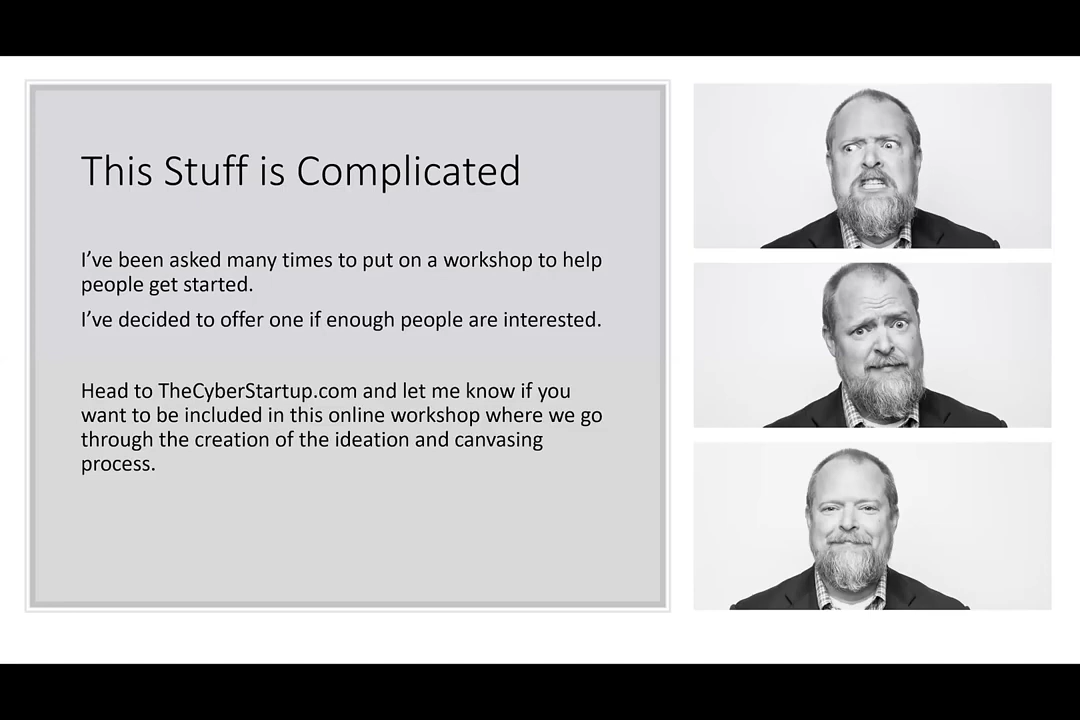 This Stuff is Complicated
I’ve been asked many times to put on a workshop to help
people get started.
I’ve decided to offer one if enough people are interested.
Head to TheCyberStartup.com and let me know if you
want to be included in this online workshop where we go
through the creation of the ideation and canvasing
process.